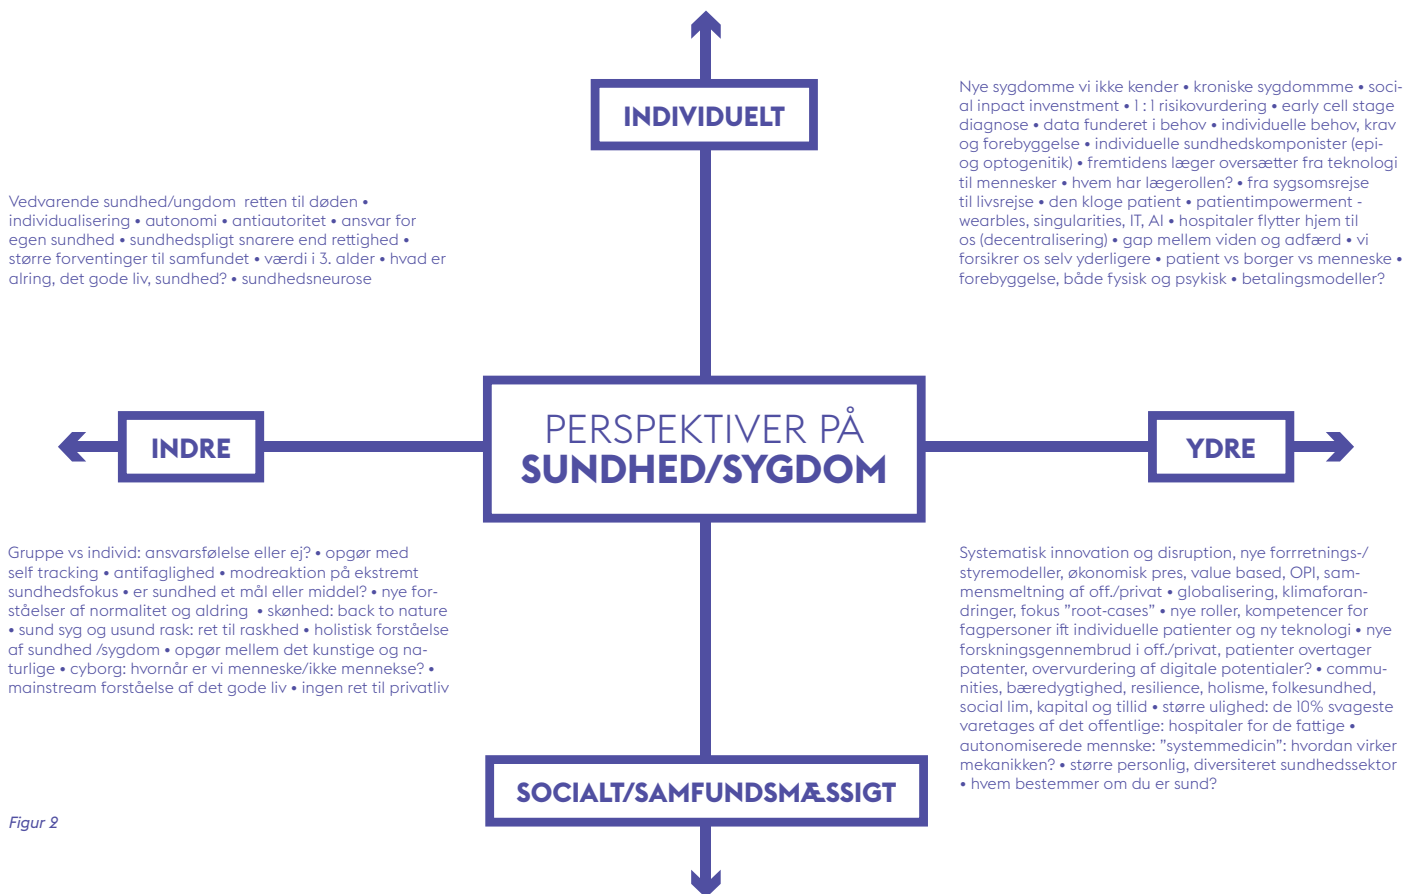 INDIVIDUELT
Vedvarende sundhed/ungdom  retten til døden •
individualisering • autonomi • antiautoritet • ansvar for
egen sundhed • sundhedspligt snarere end rettighed •
større forventinger til samfundet • værdi i 3. alder • hvad er
alring, det gode liv, sundhed? • sundhedsneurose
Nye sygdomme vi ikke kender • kroniske sygdommme • soci-
al inpact invenstment • 1 : 1 risikovurdering • early cell stage
diagnose • data funderet i behov • individuelle behov, krav
og forebyggelse • individuelle sundhedskomponister (epi-
og optogenitik) • fremtidens læger oversætter fra teknologi
til mennesker • hvem har lægerollen? • fra sygsomsrejse
til livsrejse • den kloge patient • patientimpowerment -
wearbles, singularities, IT, AI • hospitaler flytter hjem til
os (decentralisering) • gap mellem viden og adfærd • vi
forsikrer os selv yderligere • patient vs borger vs menneske •
forebyggelse, både fysisk og psykisk • betalingsmodeller?
INDRE
PERSPEKTIVER PÅ
SUNDHED/SYGDOM
YDRE
Gruppe vs individ: ansvarsfølelse eller ej? • opgør med
self tracking • antifaglighed • modreaktion på ekstremt
sundhedsfokus • er sundhed et mål eller middel? • nye for-
ståelser af normalitet og aldring  • skønhed: back to nature
• sund syg og usund rask: ret til raskhed • holistisk forståelse
af sundhed /sygdom • opgør mellem det kunstige og na-
turlige • cyborg: hvornår er vi menneske/ikke mennekse? •
mainstream forståelse af det gode liv • ingen ret til privatliv
Systematisk innovation og disruption, nye forrretnings-/
styremodeller, økonomisk pres, value based, OPI, sam-
mensmeltning af off./privat • globalisering, klimaforan-
dringer, fokus ”root-cases” • nye roller, kompetencer for
fagpersoner ift individuelle patienter og ny teknologi • nye
forskningsgennembrud i off./privat, patienter overtager
patenter, overvurdering af digitale potentialer? • commu-
nities, bæredygtighed, resilience, holisme, folkesundhed,
social lim, kapital og tillid • større ulighed: de 10% svageste
varetages af det offentlige: hospitaler for de fattige •
autonomiserede mennske: ”systemmedicin”: hvordan virker
mekanikken? • større personlig, diversiteret sundhedssektor
• hvem bestemmer om du er sund?
SOCIALT/SAMFUNDSMÆSSIGT
Figur 2